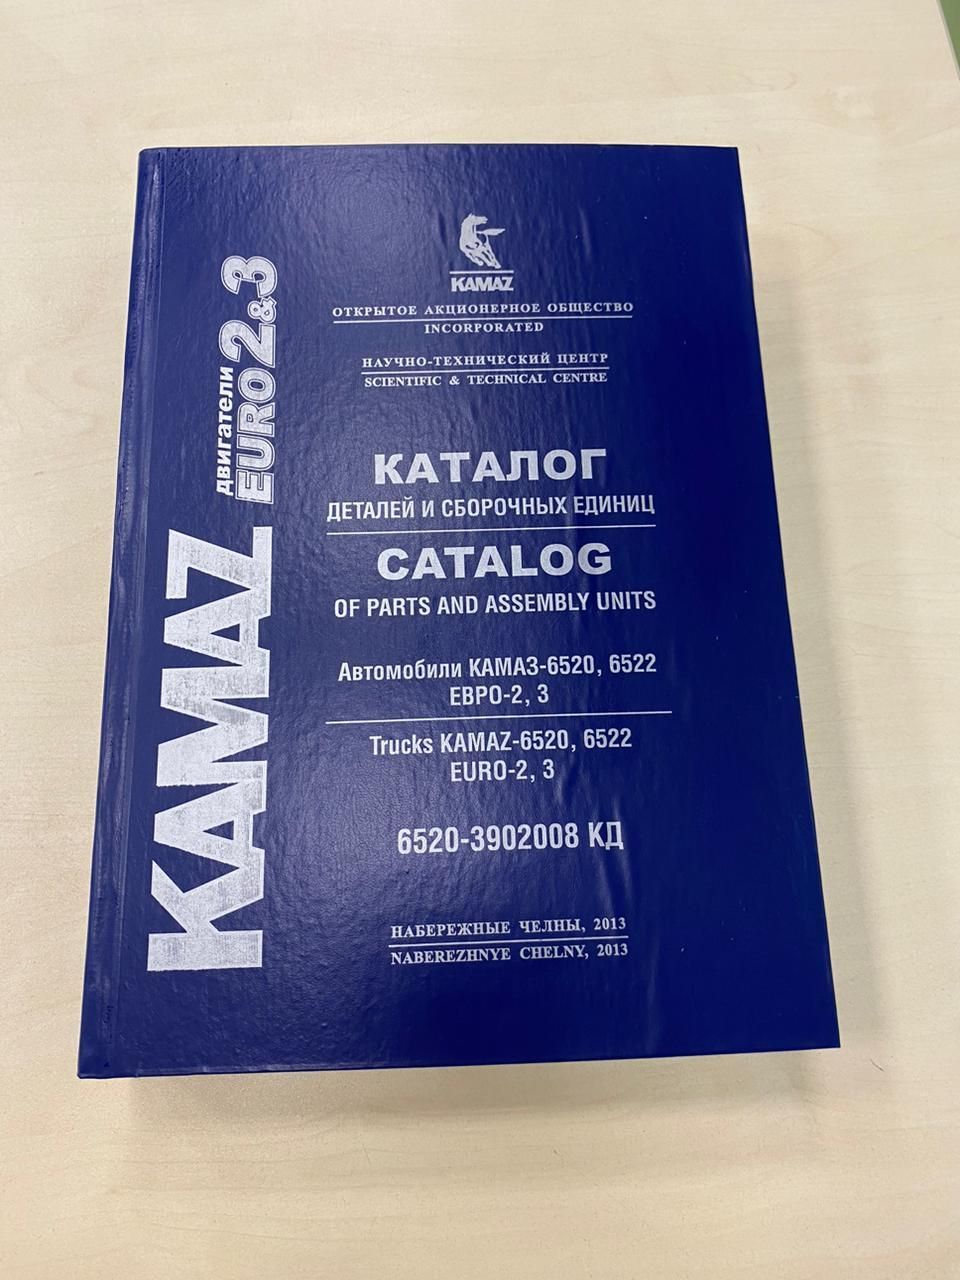 KAMAZ
двигатели
EURO 2&3
KAMAZ
ОТКРЫТОЕ АКЦИОНЕРНОЕ ОБЩЕСТВО
INCORPORATED
НАУЧНО-ТЕХНИЧЕСКИЙ ЦЕНТР
SCIENTIFIC & TECHNICAL CENTRE
КАТАЛОГ
ДЕТАЛЕЙ И СБОРОЧНЫХ ЕДИНИЦ
CATALOG
OF PARTS AND ASSEMBLY UNITS
Автомобили КАМАЗ-6520, 6522
ЕВРО-2, 3
Trucks KAMAZ-6520, 6522
EURO-2, 3
6520-3902008 КД
НАБЕРЕЖНЫЕ ЧЕЛНЫ, 2013
NABEREZHNYE CHELNY, 2013